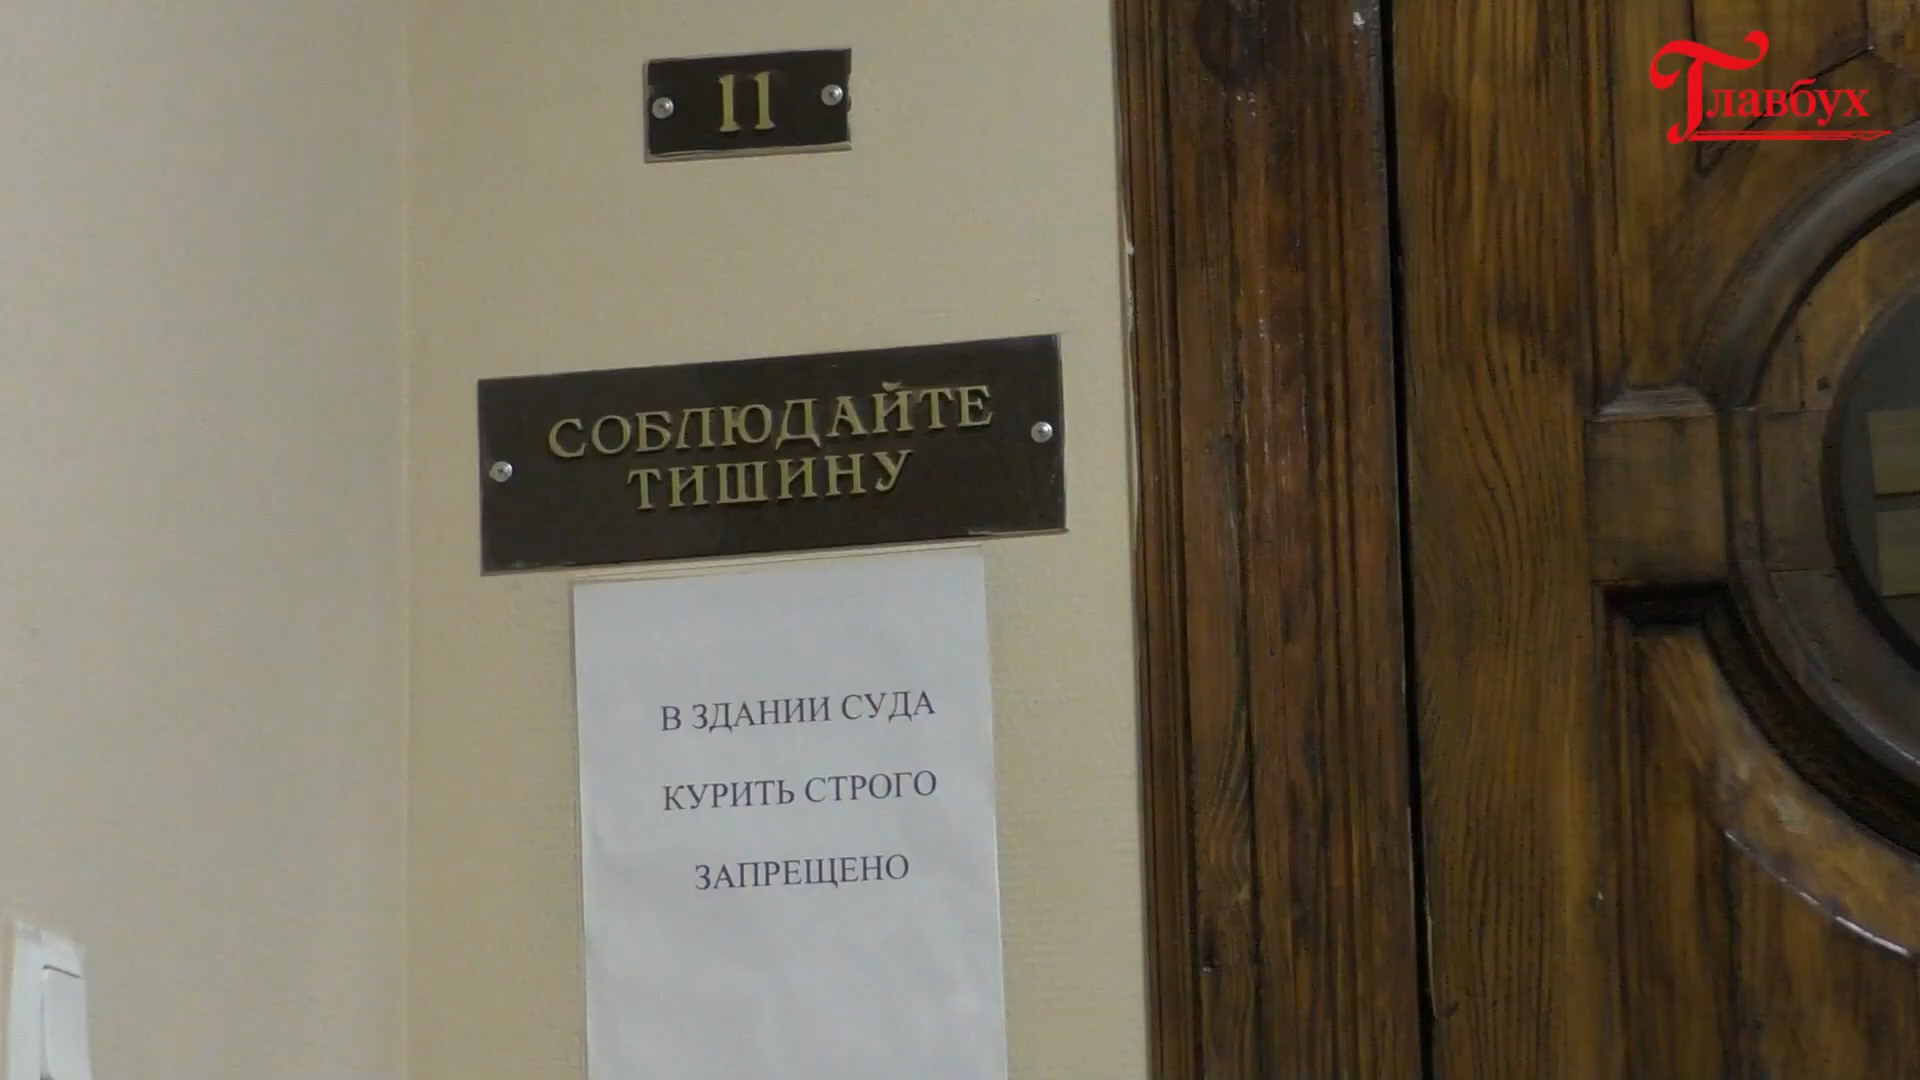 11
Главбух
СОБЛЮДАЙТЕ
ТИШИНУ
В ЗДАНИИ СУДА
КУРИТЬ СТРОГО
ЗАПРЕЩЕНО